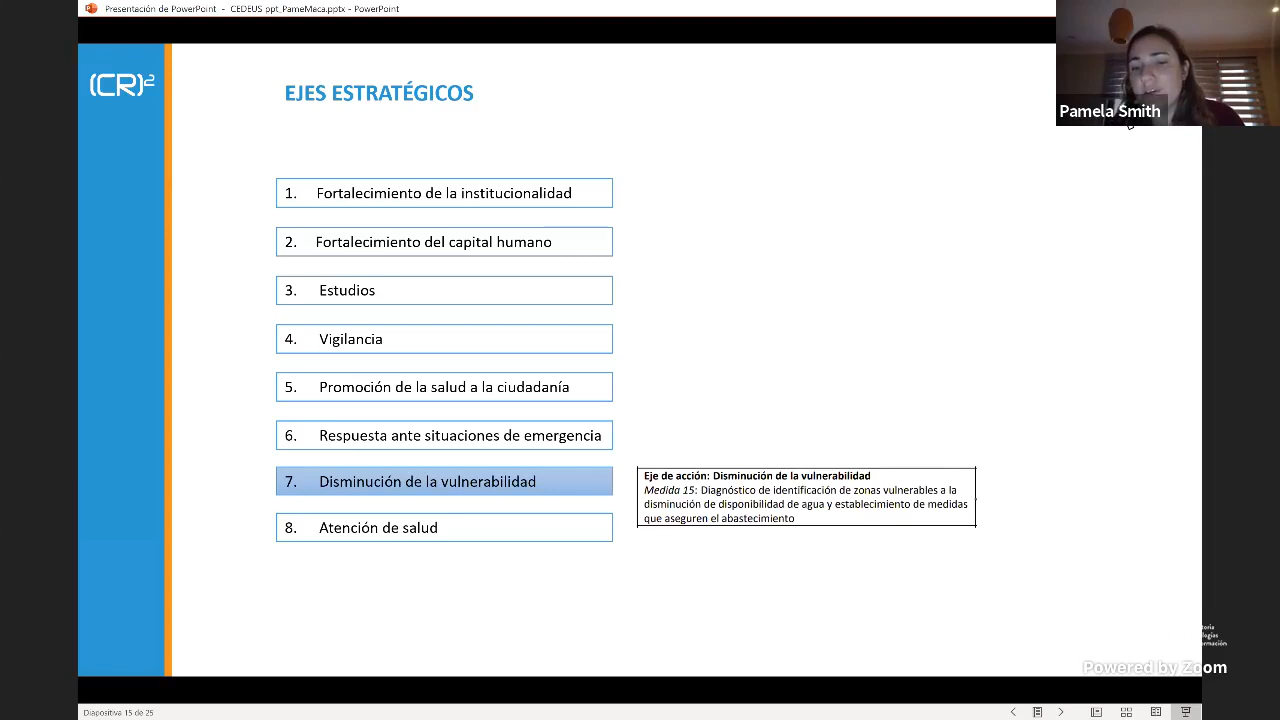 Presentación de PowerPoint - CEDEUS ppt_PameMaca.pptx - PowerPoint
(CR)2
EJES ESTRATÉGICOS
Pamela Smith
1. Fortalecimiento de la institucionalidad
2. Fortalecimiento del capital humano
3. Estudios
4. Vigilancia
5. Promoción de la salud a la ciudadanía
6. Respuesta ante situaciones de emergencia
7. Disminución de la vulnerabilidad
Eje de acción: Disminución de la vulnerabilidad
Medida 15: Diagnóstico de identificación de zonas vulnerables a la
disminución de disponibilidad de agua y establecimiento de medidas
que aseguren el abastecimiento
8. Atención de salud
toria
logías
ormación
Powered by Zoom
Diapositiva 15 de 25